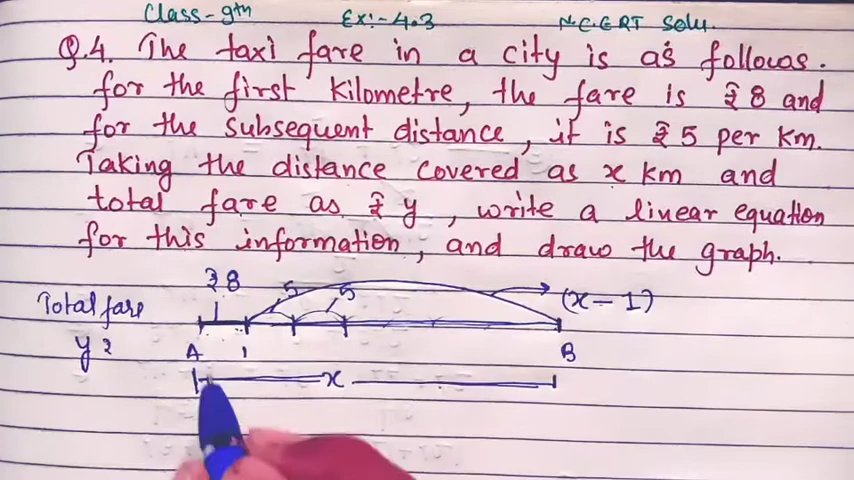 Class-9th Ex:-4.3 N.C.ERT Solu.
Q.4. The taxi fare in a city is as follows.
for the first kilometre, the fare is ₹8 and
for the subsequent distance, it is ₹5 per km.
Taking the distance covered as x km and
total fare as ₹y, write a linear equation
for this information, and draw the graph.
₹8 5 5 (x-1)
Total fare
y?
A 1 B
x